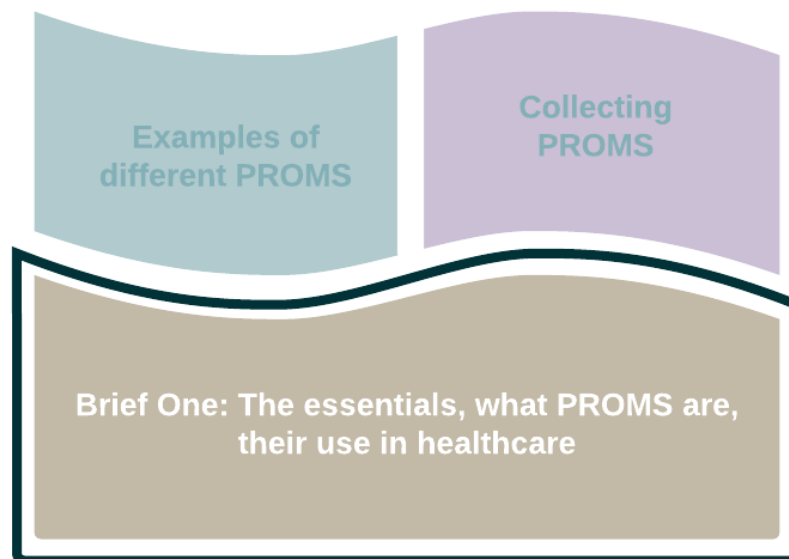 Examples of
different PROMS
Collecting
PROMS
Brief One: The essentials, what PROMS are,
their use in healthcare